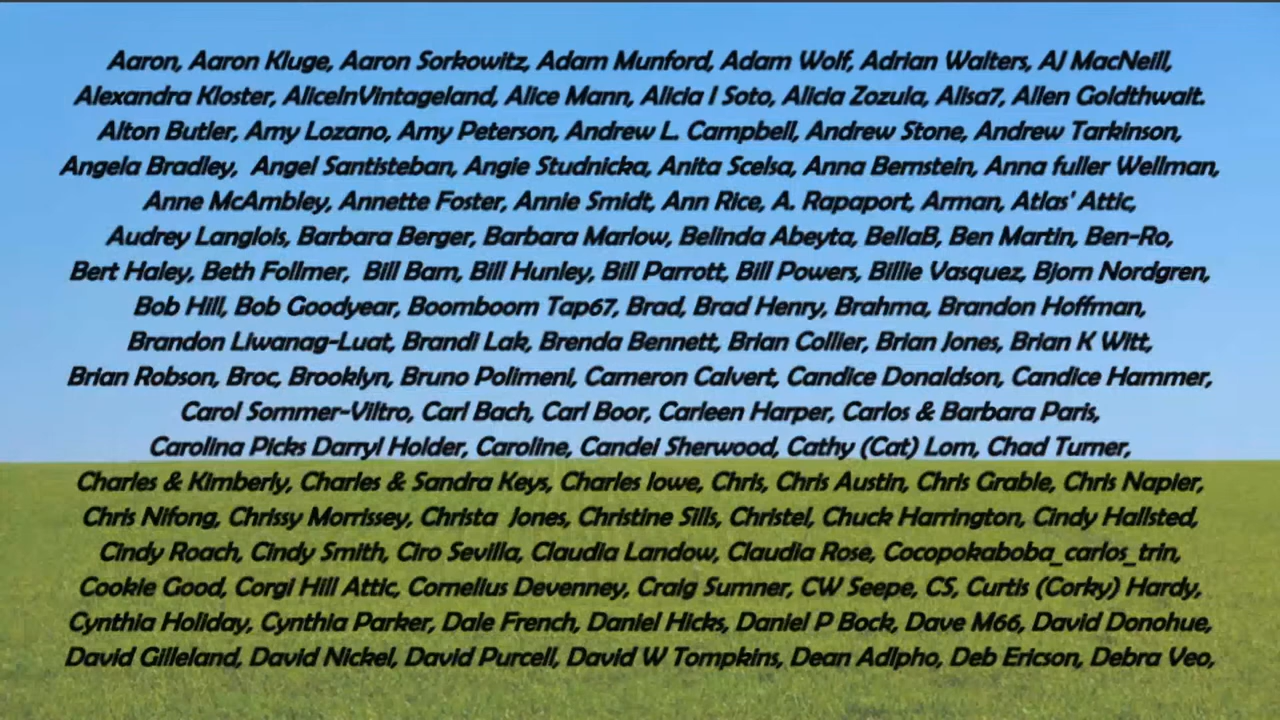 Aaron, Aaron Kluge, Aaron Sorkowitz, Adam Munford, Adam Wolf, Adrian Walters, AJ MacNeill,
Alexandra Kloster, AliceInVintageland, Alice Mann, Alicia I Soto, Alicia Zozula, Alisa7, Allen Goldthwait.
Alton Butler, Amy Lozano, Amy Peterson, Andrew L. Campbell, Andrew Stone, Andrew Tarkinson,
Angela Bradley,  Angel Santisteban, Angie Studnicka, Anita Scelsa, Anna Bernstein, Anna fuller Wellman,
Anne McAmbley, Annette Foster, Annie Smidt, Ann Rice, A. Rapaport, Arman, Atlas' Attic,
Audrey Langlois, Barbara Berger, Barbara Marlow, Belinda Abeyta, BellaB, Ben Martin, Ben-Ro,
Bert Haley, Beth Follmer,  Bill Barn, Bill Hunley, Bill Parrott, Bill Powers, Billie Vasquez, Bjorn Nordgren,
Bob Hill, Bob Goodyear, Boomboom Tap67, Brad, Brad Henry, Brahma, Brandon Hoffman,
Brandon Liwanag-Luat, Brandi Lak, Brenda Bennett, Brian Collier, Brian Jones, Brian K Witt,
Brian Robson, Broc, Brooklyn, Bruno Polimeni, Cameron Calvert, Candice Donaldson, Candice Hammer,
Carol Sommer-Viltro, Carl Bach, Carl Boor, Carleen Harper, Carlos & Barbara Paris,
Carolina Picks Darryl Holder, Caroline, Candel Sherwood, Cathy (Cat) Lom, Chad Turner,
Charles & Kimberly, Charles & Sandra Keys, Charles lowe, Chris, Chris Austin, Chris Grable, Chris Napier,
Chris Nifong, Chrissy Morrissey, Christa  Jones, Christine Sills, Christel, Chuck Harrington, Cindy Hallsted,
Cindy Roach, Cindy Smith, Ciro Sevilla, Claudia Landow, Claudia Rose, Cocopokaboba_carlos_trin,
Cookie Good, Corgi Hill Attic, Cornelius Devenney, Craig Sumner, CW Seepe, CS, Curtis (Corky) Hardy,
Cynthia Holiday, Cynthia Parker, Dale French, Daniel Hicks, Daniel P Bock, Dave M66, David Donohue,
David Gilleland, David Nickel, David Purcell, David W Tompkins, Dean Adlpho, Deb Ericson, Debra Veo,